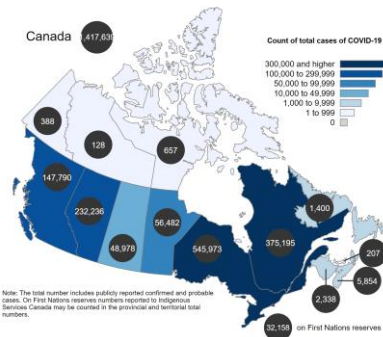 Canada
1,417,630
Count of total cases of COVID-19
300,000 and higher
100,000 to 299,999
50,000 to 99,999
10,000 to 49,999
1,000 to 9,999
1 to 999
0
388
128
657
147,790
232,236
48,978
56,482
545,973
375,195
1,400
207
5,854
2,338
Note: The total number includes publicly reported confirmed and probable
cases. On First Nations reserves numbers reported to Indigenous
Services Canada may be counted in the provincial and territorial total
numbers.
32,158
on First Nations reserves